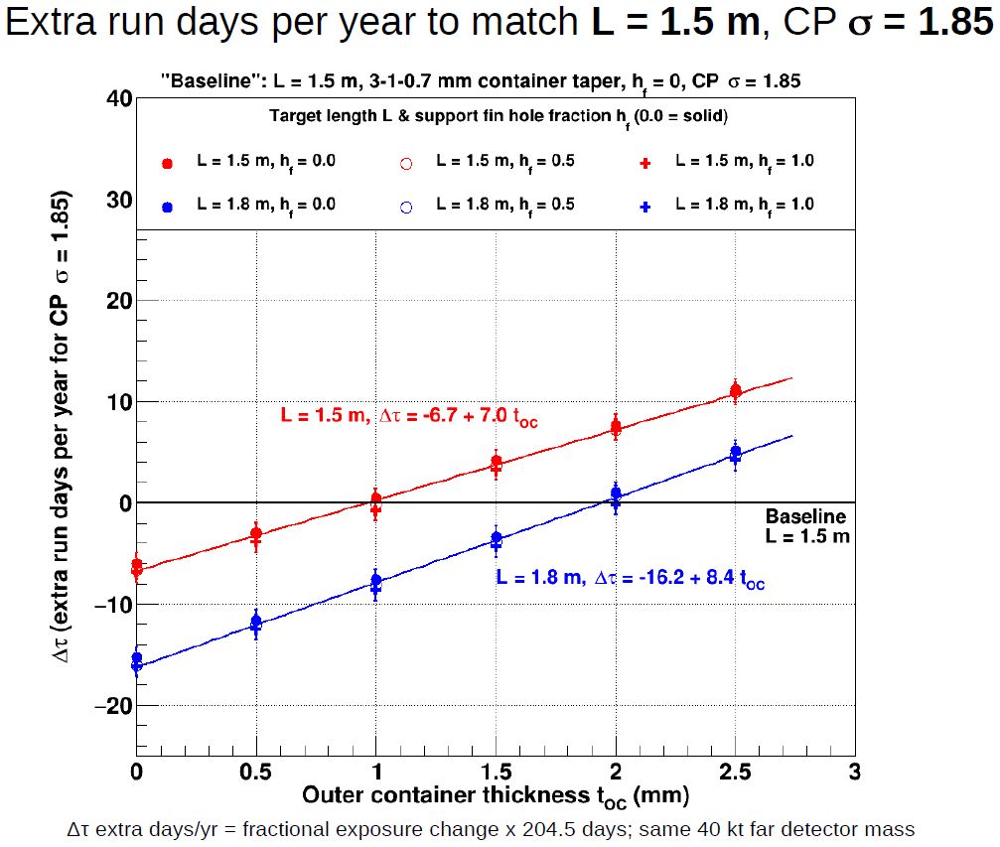 Extra run days per year to match L = 1.5 m, CP σ = 1.85
"Baseline": L = 1.5 m, 3-1-0.7 mm container taper, h_f = 0, CP σ = 1.85
Target length L & support fin hole fraction h_f (0.0 = solid)
L = 1.5 m, h_f = 0.0 L = 1.5 m, h_f = 0.5 L = 1.5 m, h_f = 1.0
L = 1.8 m, h_f = 0.0 L = 1.8 m, h_f = 0.5 L = 1.8 m, h_f = 1.0
Δτ (extra run days per year for CP σ = 1.85)
40
30
20
10
0
−10
−20
L = 1.5 m, Δτ = -6.7 + 7.0 t_OC
Baseline
L = 1.5 m
L = 1.8 m, Δτ = -16.2 + 8.4 t_OC
0 0.5 1 1.5 2 2.5 3
Outer container thickness t_OC (mm)
Δτ extra days/yr = fractional exposure change x 204.5 days; same 40 kt far detector mass